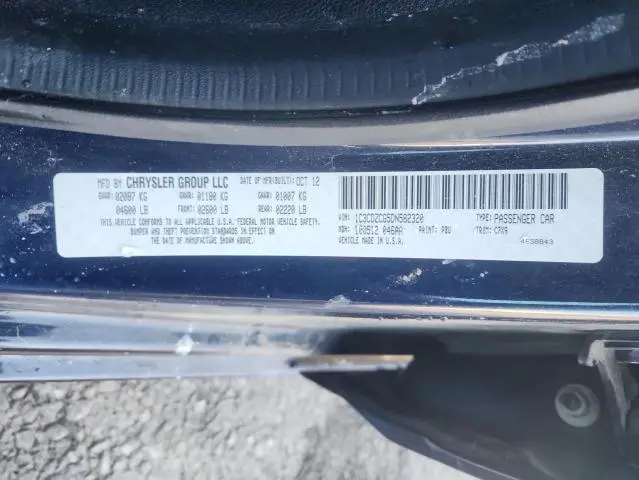 MFD BY CHRYSLER GROUP LLC DATE OF MFR(BUILT): OCT 12
GVWR: 02087 KG GAWR: 01180 KG GAWR: 01007 KG
04600 LB FRONT: 02600 LB REAR: 02220 LB
THIS VEHICLE CONFORMS TO ALL APPLICABLE U.S.A. FEDERAL MOTOR VEHICLE SAFETY,
BUMPER AND THEFT PREVENTION STANDARDS IN EFFECT ON
THE DATE OF MANUFACTURE SHOWN ABOVE.
VIN: 1C3CDZCG5DN502320 TYPE: PASSENGER CAR
MDH: 100512 046AA PAINT: PBU TRIM: C7X9
VEHICLE MADE IN U.S.A.
4658843